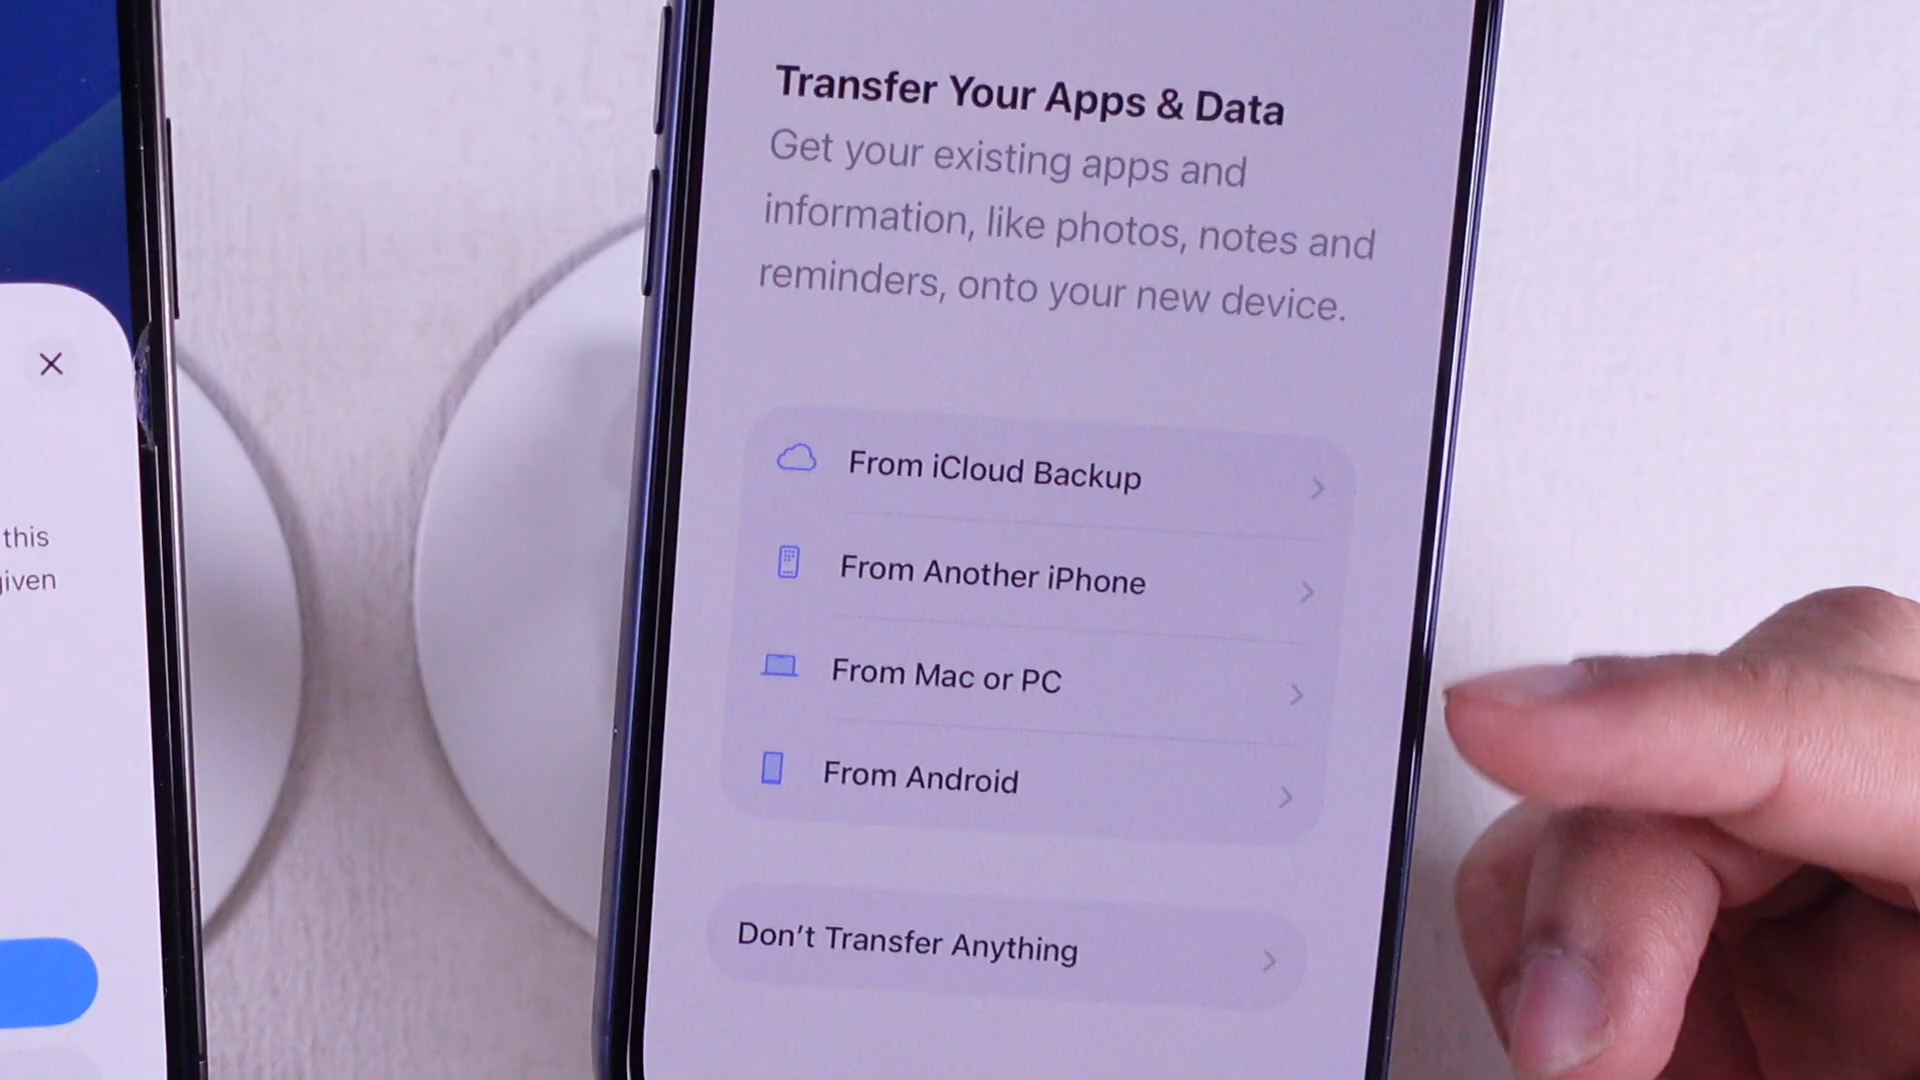 Transfer Your Apps & Data
Get your existing apps and
information, like photos, notes and
reminders, onto your new device.
From iCloud Backup
From Another iPhone
From Mac or PC
From Android
Don't Transfer Anything
this
given